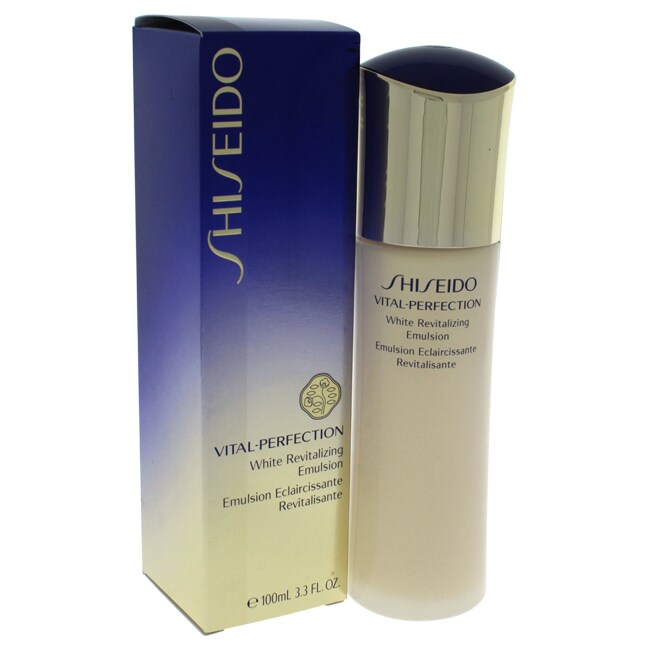 SHISEIDO
VITAL-PERFECTION
White Revitalizing
Emulsion
Emulsion Eclaircissante
Revitalisante
℮ 100mL 3.3 FL.OZ.
SHISEIDO
VITAL-PERFECTION
White Revitalizing
Emulsion
Emulsion Eclaircissante
Revitalisante